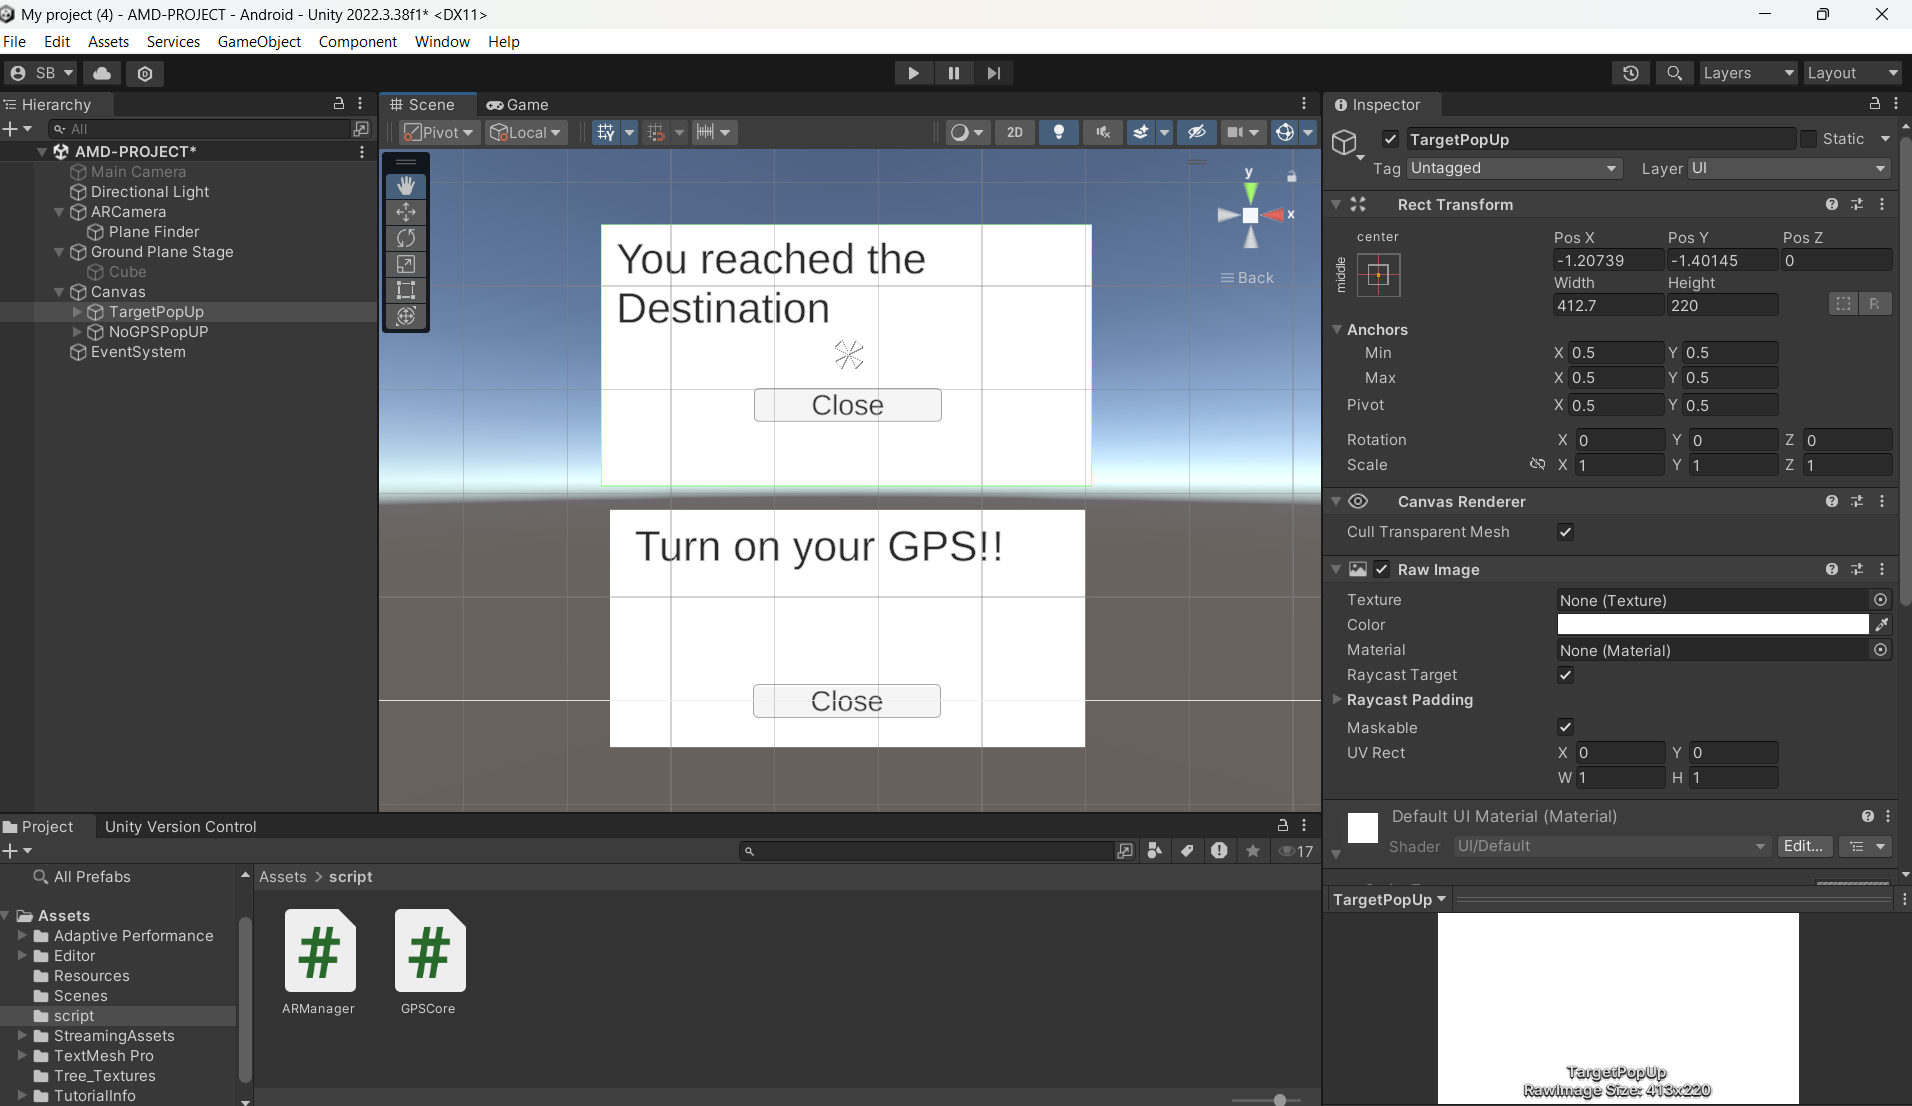 My project (4) - AMD-PROJECT - Android - Unity 2022.3.38f1* <DX11>
File Edit Assets Services GameObject Component Window Help
SB
Layers Layout
Hierarchy
All
AMD-PROJECT*
Main Camera
Directional Light
ARCamera
Plane Finder
Ground Plane Stage
Cube
Canvas
TargetPopUp
NoGPSPopUP
EventSystem
Scene Game
Pivot Local 2D
y
x
Back
You reached the
Destination
Close
Turn on your GPS!!
Close
Inspector
TargetPopUp Static
Tag Untagged Layer UI
Rect Transform
center
middle
Pos X Pos Y Pos Z
-1.20739 -1.40145 0
Width Height
412.7 220
R
Anchors
Min X 0.5 Y 0.5
Max X 0.5 Y 0.5
Pivot X 0.5 Y 0.5
Rotation X 0 Y 0 Z 0
Scale X 1 Y 1 Z 1
Canvas Renderer
Cull Transparent Mesh
Raw Image
Texture None (Texture)
Color
Material None (Material)
Raycast Target
Raycast Padding
Maskable
UV Rect X 0 Y 0
W 1 H 1
Default UI Material (Material)
Shader UI/Default Edit...
TargetPopUp
TargetPopUp
RawImage Size: 413x220
Project Unity Version Control
17
All Prefabs
Assets
Adaptive Performance
Editor
Resources
Scenes
script
StreamingAssets
TextMesh Pro
Tree_Textures
TutorialInfo
Assets > script
# #
ARManager GPSCore